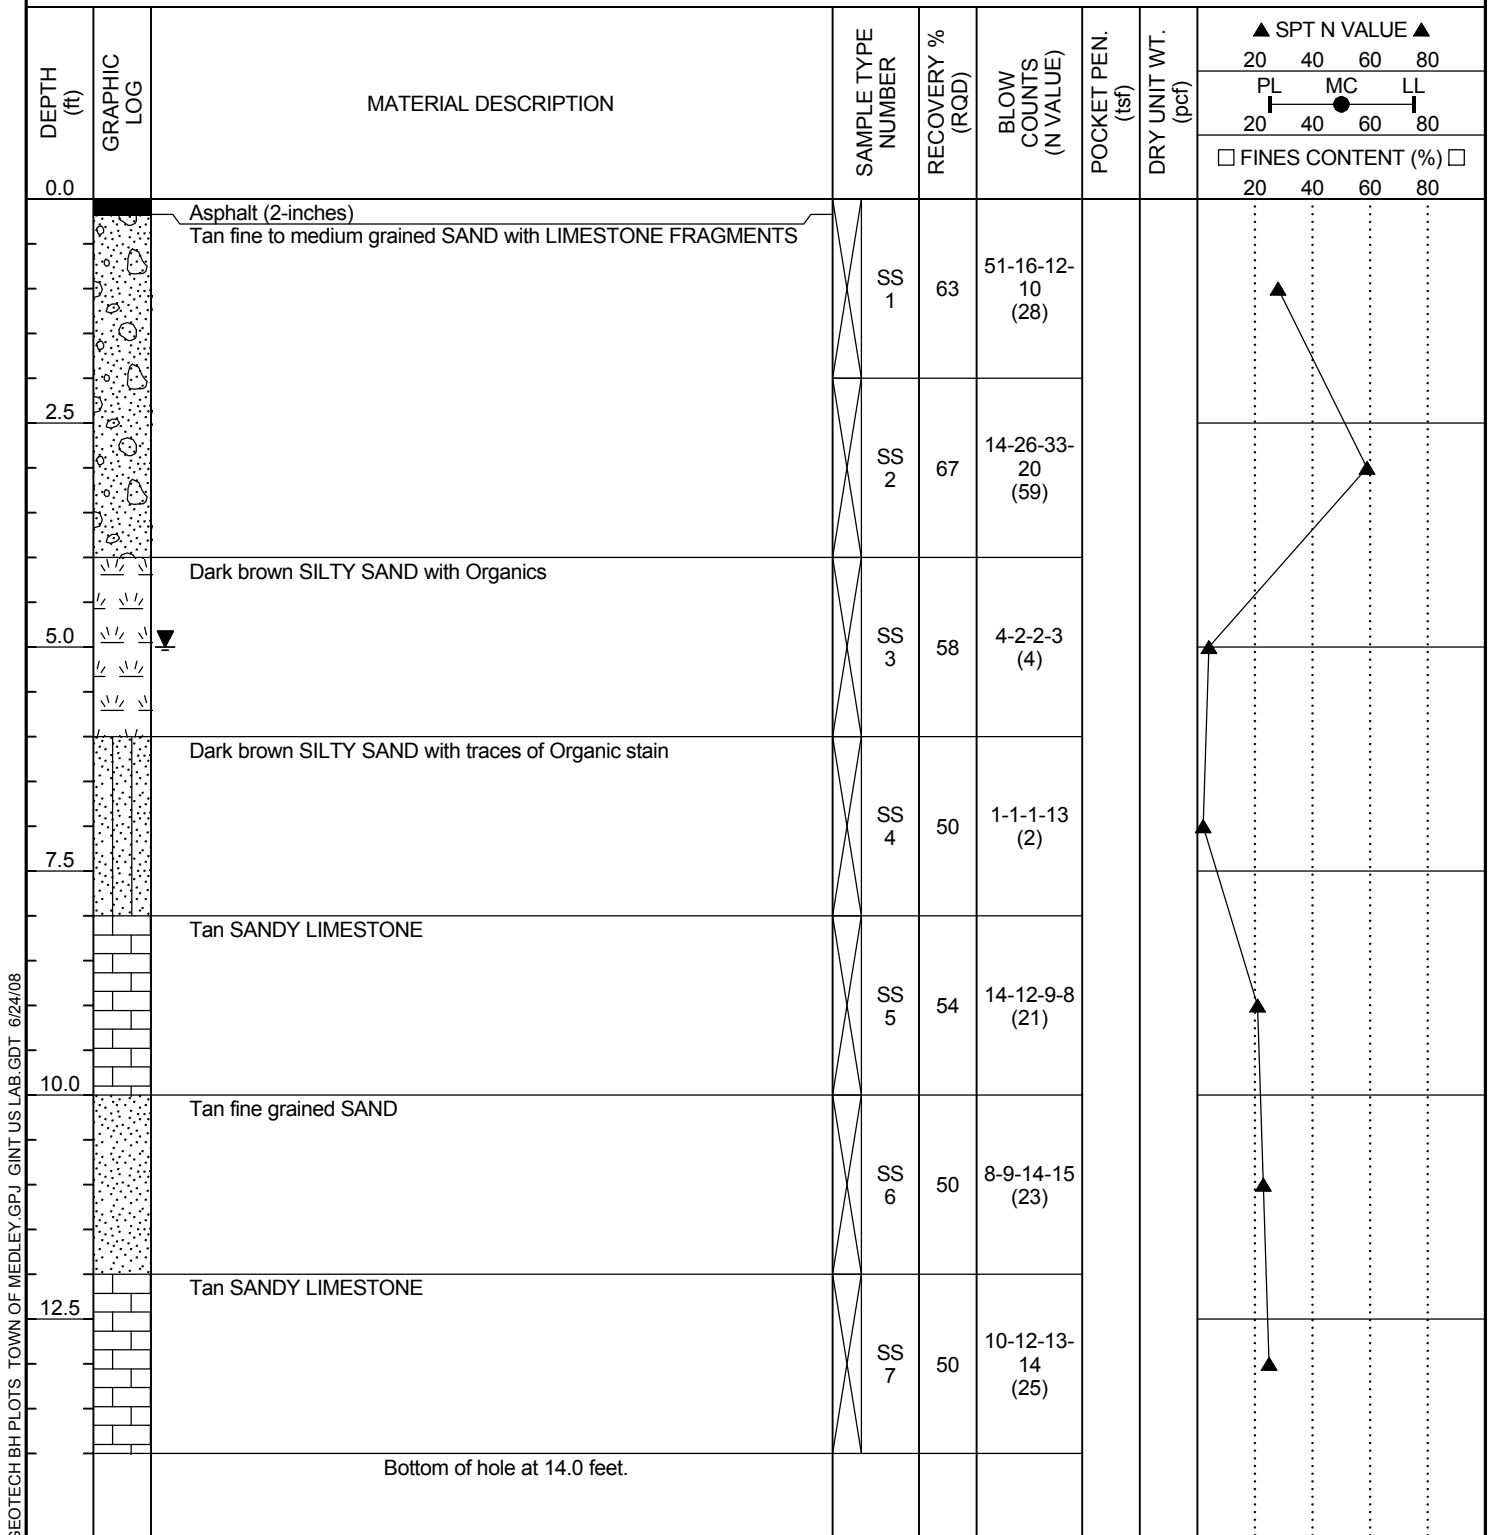 DEPTH
(ft)
GRAPHIC
LOG
MATERIAL DESCRIPTION
SAMPLE TYPE
NUMBER
RECOVERY %
(RQD)
BLOW
COUNTS
(N VALUE)
POCKET PEN.
(tsf)
DRY UNIT WT.
(pcf)
▲ SPT N VALUE ▲
20 40 60 80
PL MC LL
20 40 60 80
□ FINES CONTENT (%) □
20 40 60 80
0.0
Asphalt (2-inches)
Tan fine to medium grained SAND with LIMESTONE FRAGMENTS
SS
1
63
51-16-12-
10
(28)
2.5
SS
2
67
14-26-33-
20
(59)
Dark brown SILTY SAND with Organics
5.0
SS
3
58
4-2-2-3
(4)
Dark brown SILTY SAND with traces of Organic stain
SS
4
50
1-1-1-13
(2)
7.5
Tan SANDY LIMESTONE
SS
5
54
14-12-9-8
(21)
10.0
Tan fine grained SAND
SS
6
50
8-9-14-15
(23)
Tan SANDY LIMESTONE
12.5
SS
7
50
10-12-13-
14
(25)
Bottom of hole at 14.0 feet.
GEOTECH BH PLOTS TOWN OF MEDLEY.GPJ GINT US LAB.GDT 6/24/08